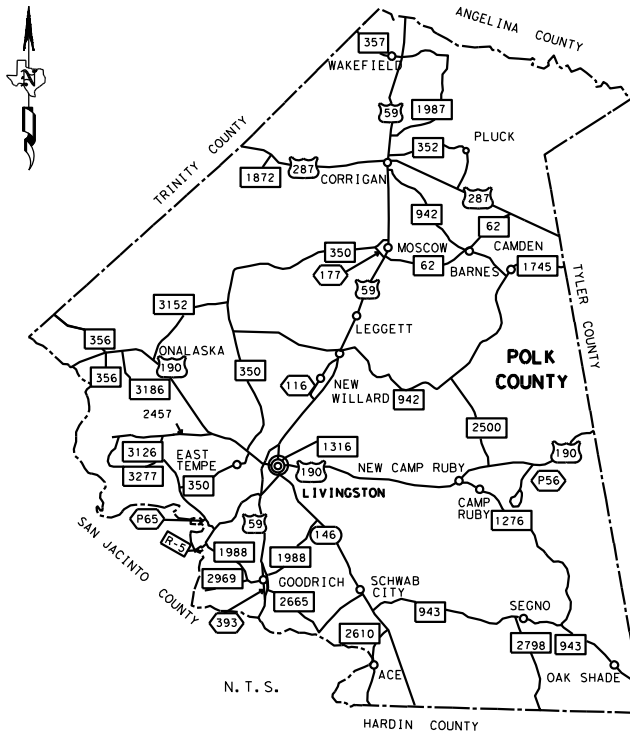 ANGELINA COUNTY
357
WAKEFIELD
N
59
1987
TRINITY COUNTY
352
PLUCK
287
1872
CORRIGAN
287
942
62
350
MOSCOW
CAMDEN
177
62
BARNES
1745
59
TYLER COUNTY
3152
LEGGETT
356
ONALASKA
POLK
COUNTY
190
350
356
116
NEW
WILLARD
3186
942
2457
2500
3126
EAST
TEMPE
1316
190
3277
350
190
NEW CAMP RUBY
P56
LIVINGSTON
CAMP
RUBY
P65
59
1276
SAN JACINTO COUNTY
146
R-5
1988
1988
2969
GOODRICH
SCHWAB
CITY
2665
943
SEGNO
393
2610
2798
943
ACE
OAK SHADE
N.T.S.
HARDIN COUNTY